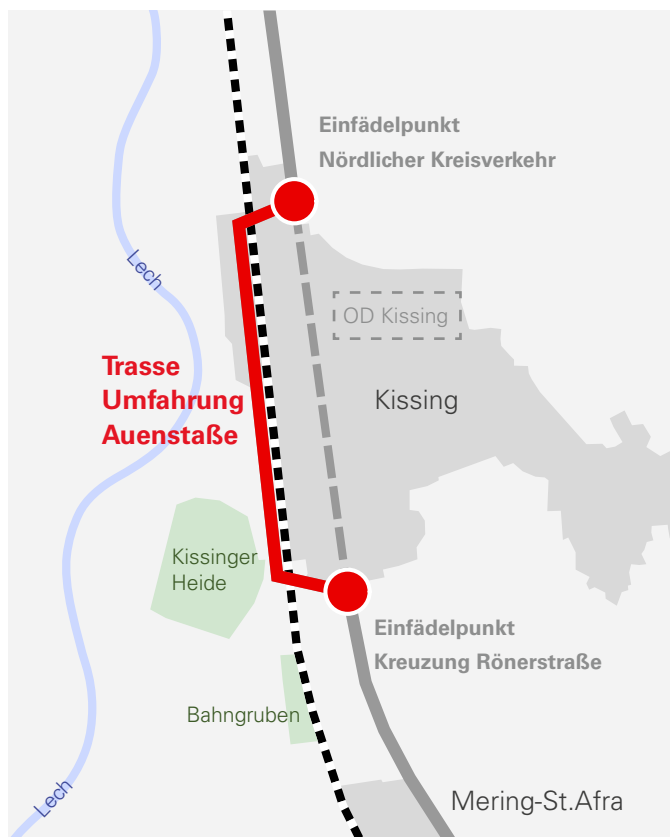 Einfädelpunkt
Nördlicher Kreisverkehr
Lech
OD Kissing
Trasse
Umfahrung
Auenstaße
Kissing
Kissinger
Heide
Einfädelpunkt
Kreuzung Rönerstraße
Bahngruben
Lech
Mering-St.Afra